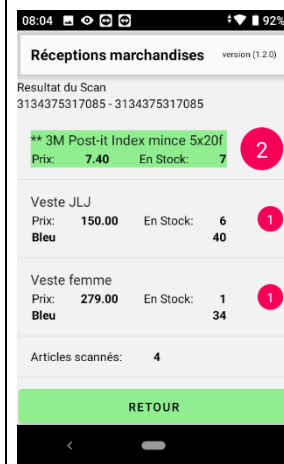 08:04 92%
Réceptions marchandises version (1.2.0)
Resultat du Scan
3134375317085 - 3134375317085
** 3M Post-it Index mince 5x20f
Prix: 7.40 En Stock: 7
2
Veste JLJ
Prix: 150.00 En Stock: 6
1
Bleu 40
Veste femme
Prix: 279.00 En Stock: 1
1
Bleu 34
Articles scannés: 4
RETOUR